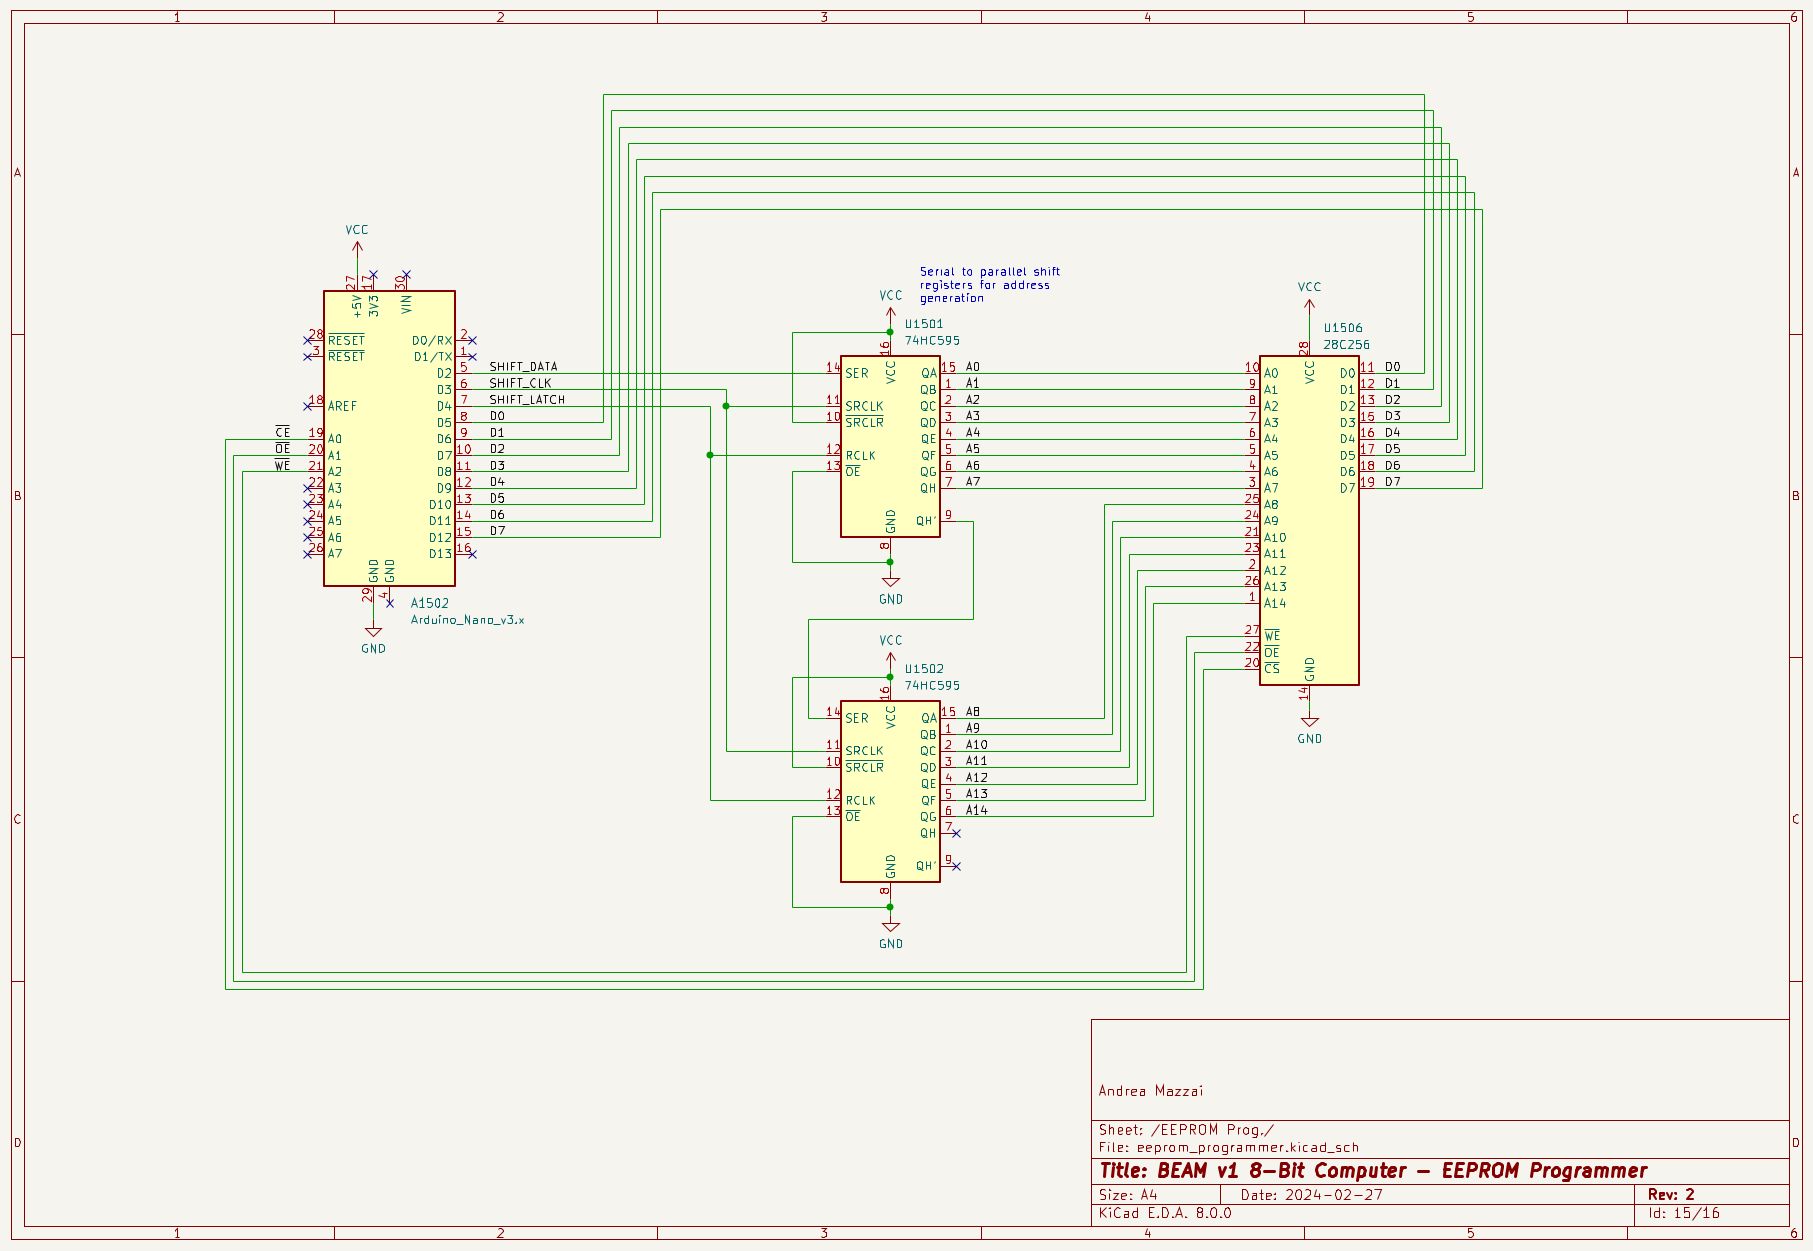 1 2 3 4 5 6
A A
B B
C C
D D
1 2 3 4 5 6
VCC
27 17 30
+5V 3V3 VIN
28 RESET D0/RX 2
3 RESET D1/TX 1
D2 5 SHIFT_DATA
D3 6 SHIFT_CLK
18 AREF D4 7 SHIFT_LATCH
D5 8 D0
CE 19 A0 D6 9 D1
OE 20 A1 D7 10 D2
WE 21 A2 D8 11 D3
22 A3 D9 12 D4
23 A4 D10 13 D5
24 A5 D11 14 D6
25 A6 D12 15 D7
26 A7 D13 16
GND GND
29 4
A1502
Arduino_Nano_v3.x
GND
Serial to parallel shift
registers for address
generation
VCC
U1501
74HC595
16
VCC
14 SER QA 15 A0
QB 1 A1
11 SRCLK QC 2 A2
10 SRCLR QD 3 A3
QE 4 A4
12 RCLK QF 5 A5
13 OE QG 6 A6
QH 7 A7
QH' 9
GND
8
GND
VCC
U1502
74HC595
16
VCC
14 SER QA 15 A8
QB 1 A9
11 SRCLK QC 2 A10
10 SRCLR QD 3 A11
QE 4 A12
12 RCLK QF 5 A13
13 OE QG 6 A14
QH 7
QH' 9
GND
8
GND
VCC
U1506
28C256
28
VCC
10 A0 D0 11 D0
9 A1 D1 12 D1
8 A2 D2 13 D2
7 A3 D3 15 D3
6 A4 D4 16 D4
5 A5 D5 17 D5
4 A6 D6 18 D6
3 A7 D7 19 D7
25 A8
24 A9
21 A10
23 A11
2 A12
26 A13
1 A14
27 WE
22 OE
20 CS
GND
14
GND
Andrea Mazzai
Sheet: /EEPROM Prog./
File: eeprom_programmer.kicad_sch
Title: BEAM v1 8-Bit Computer - EEPROM Programmer
Size: A4 Date: 2024-02-27 Rev: 2
KiCad E.D.A. 8.0.0 Id: 15/16